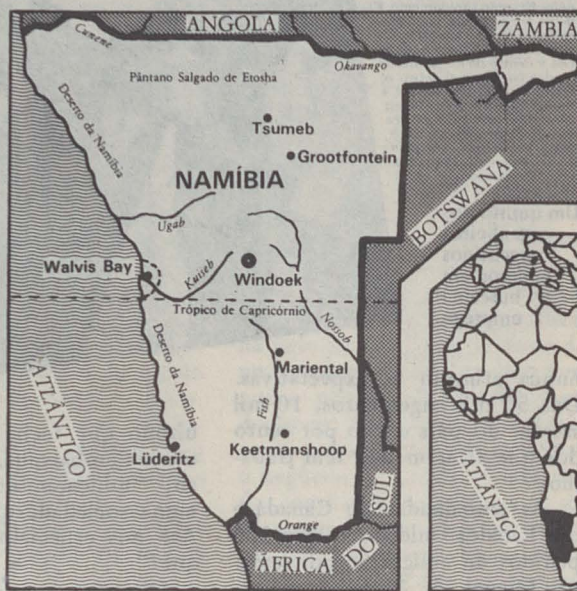 ANGOLA
ZÂMBIA
Cunene
Okavango
Pântano Salgado de Etosha
Deserto da Namíbia
Tsumeb
Grootfontein
NAMÍBIA
BOTSWANA
Ugab
Walvis Bay
Kuiseb
Windoek
Trópico de Capricórnio
Nossob
ATLÂNTICO
Deserto da Namíbia
Mariental
Fish
Lüderitz
Keetmanshoop
ATLÂNTICO
Orange
ÁFRICA DO SUL